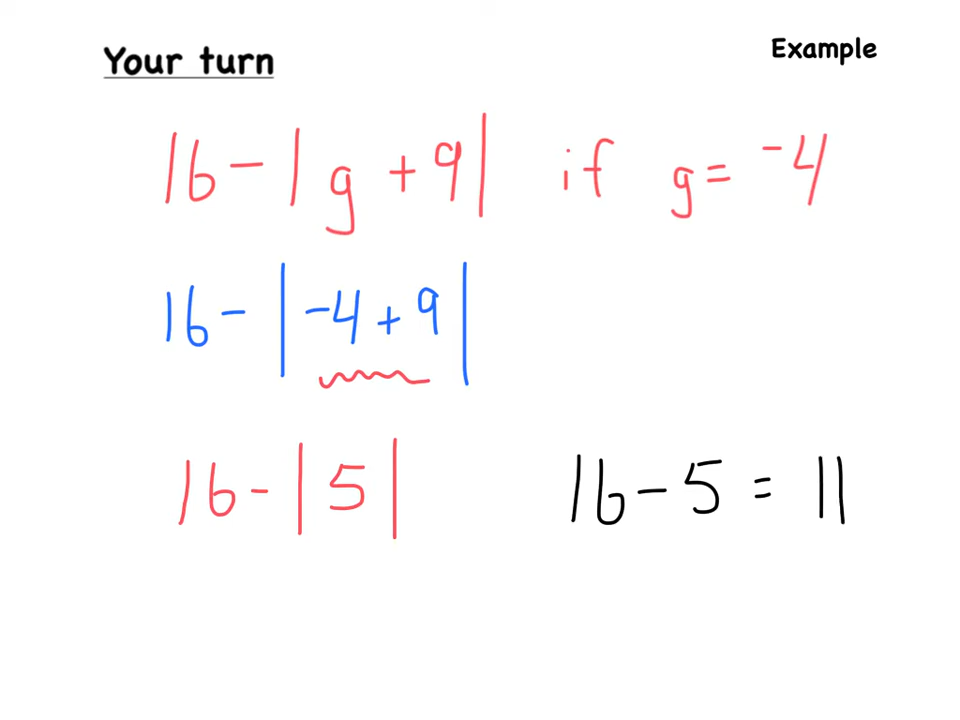 Your turn
Example
16 - |g + 9| if g = -4
16 - |-4 + 9|
16 - |5|
16 - 5 = 11